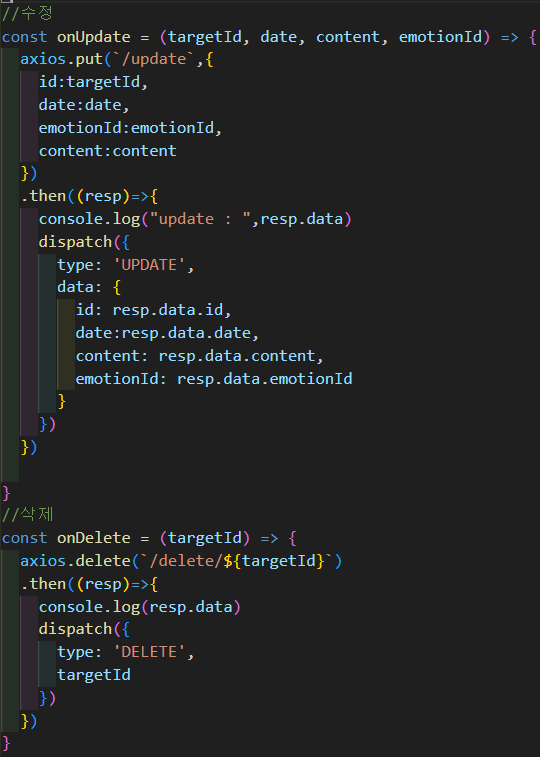 //수정
const onUpdate = (targetId, date, content, emotionId) => {
axios.put(`/update`,{
id:targetId,
date:date,
emotionId:emotionId,
content:content
})
.then((resp)=>{
console.log("update : ",resp.data)
dispatch({
type: 'UPDATE',
data: {
id: resp.data.id,
date:resp.data.date,
content: resp.data.content,
emotionId: resp.data.emotionId
}
})
})
}
//삭제
const onDelete = (targetId) => {
axios.delete(`/delete/${targetId}`)
.then((resp)=>{
console.log(resp.data)
dispatch({
type: 'DELETE',
targetId
})
})
}